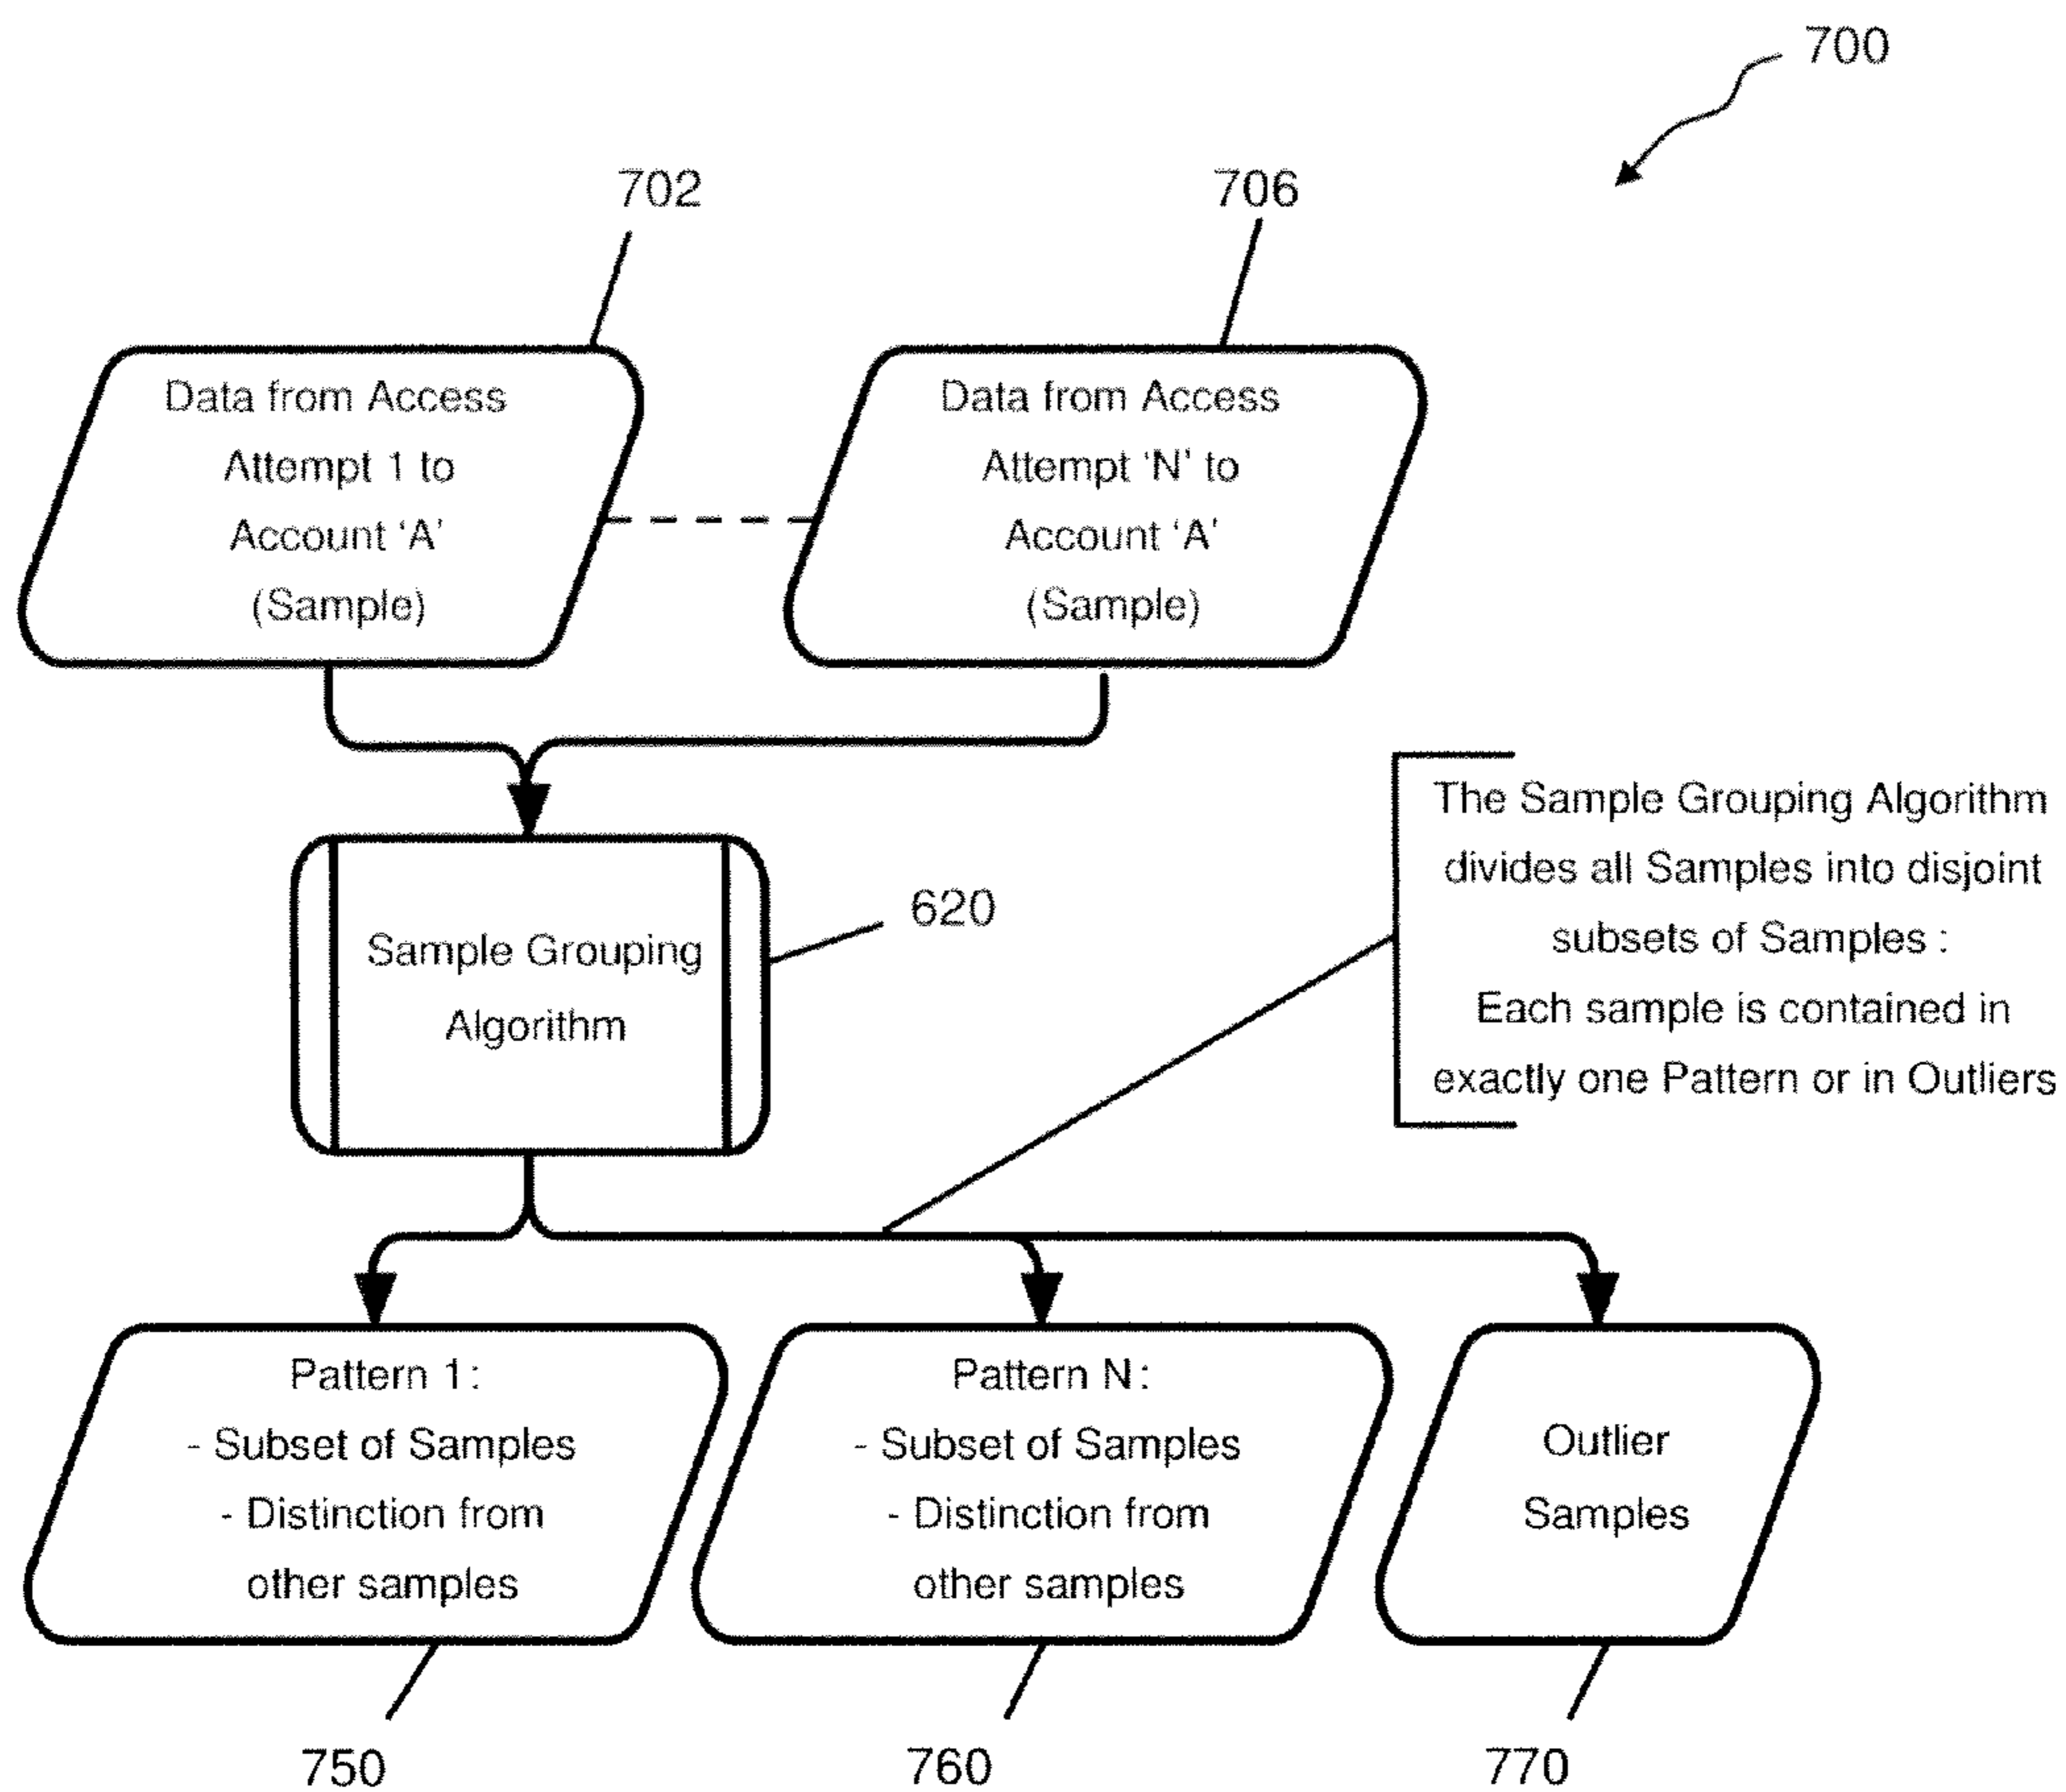 700
702
706
Data from Access
Attempt 1 to
Account ‘A’
(Sample)
Data from Access
Attempt ‘N’ to
Account ‘A’
(Sample)
The Sample Grouping Algorithm
divides all Samples into disjoint
subsets of Samples :
Each sample is contained in
exactly one Pattern or in Outliers
620
Sample Grouping
Algorithm
Pattern 1:
- Subset of Samples
- Distinction from
other samples
Pattern N:
- Subset of Samples
- Distinction from
other samples
Outlier
Samples
750
760
770